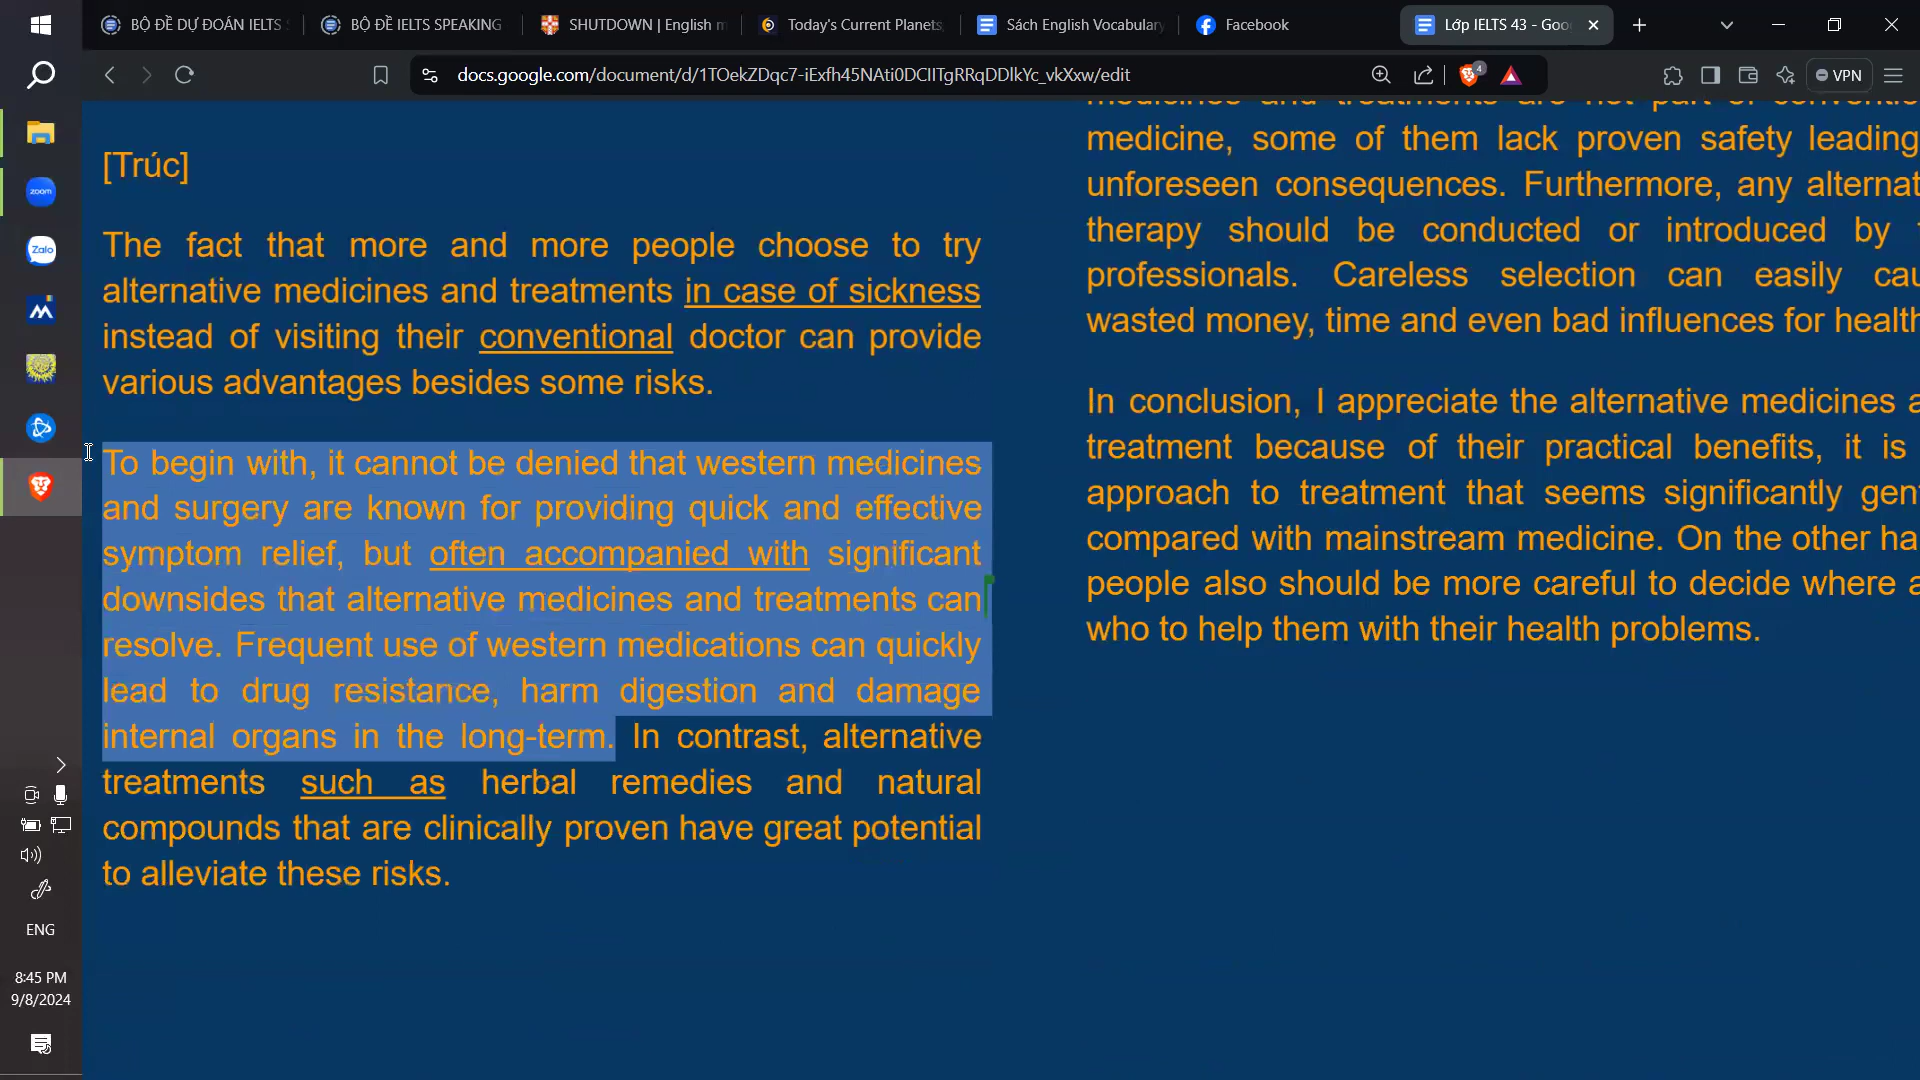 BỘ ĐỀ DỰ ĐOÁN IELTS
BỘ ĐỀ IELTS SPEAKING
SHUTDOWN | English m
Today's Current Planets
Sách English Vocabulary
Facebook
Lớp IELTS 43 - Goo
docs.google.com/document/d/1TOekZDqc7-iExfh45NAti0DCIITgRRqDDlkYc_vkXxw/edit
4
VPN
zoom
Zalo
ENG
8:45 PM
9/8/2024
[Trúc]
The fact that more and more people choose to try
alternative medicines and treatments in case of sickness
instead of visiting their conventional doctor can provide
various advantages besides some risks.
To begin with, it cannot be denied that western medicines
and surgery are known for providing quick and effective
symptom relief, but often accompanied with significant
downsides that alternative medicines and treatments can
resolve. Frequent use of western medications can quickly
lead to drug resistance, harm digestion and damage
internal organs in the long-term. In contrast, alternative
treatments such as herbal remedies and natural
compounds that are clinically proven have great potential
to alleviate these risks.
medicines and treatments are not part of
medicine, some of them lack proven safety leading
unforeseen consequences. Furthermore, any alternat
therapy should be conducted or introduced by
professionals. Careless selection can easily cau
wasted money, time and even bad influences for health
In conclusion, I appreciate the alternative medicines a
treatment because of their practical benefits, it is
approach to treatment that seems significantly gen
compared with mainstream medicine. On the other ha
people also should be more careful to decide where a
who to help them with their health problems.